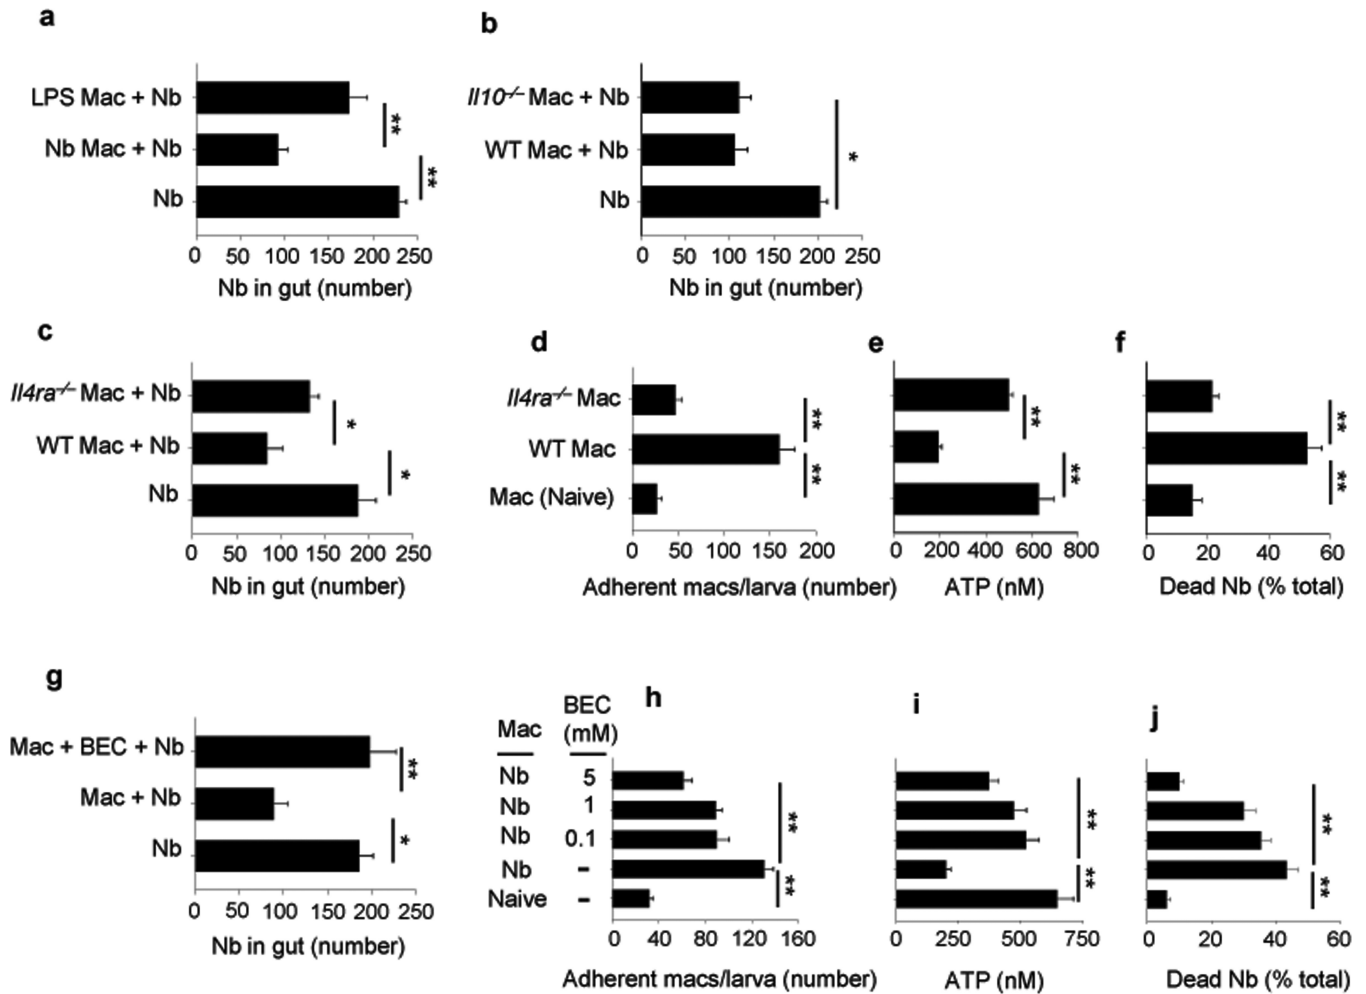 a
LPS Mac + Nb
Nb Mac + Nb
Nb
**
**
0 50 100 150 200 250
Nb in gut (number)
b
Il10–/– Mac + Nb
WT Mac + Nb
Nb
*
0 50 100 150 200 250
Nb in gut (number)
c
Il4ra–/– Mac + Nb
WT Mac + Nb
Nb
*
*
0 50 100 150 200 250
Nb in gut (number)
d
Il4ra–/– Mac
WT Mac
Mac (Naive)
**
**
0 50 100 150 200
Adherent macs/larva (number)
e
**
**
0 200 400 600 800
ATP (nM)
f
**
**
0 20 40 60
Dead Nb (% total)
g
Mac + BEC + Nb
Mac + Nb
Nb
**
*
0 50 100 150 200 250
Nb in gut (number)
Mac BEC (mM)
Nb 5
Nb 1
Nb 0.1
Nb -
Naive -
h
**
**
0 40 80 120 160
Adherent macs/larva (number)
i
**
**
0 250 500 750
ATP (nM)
j
**
**
0 20 40 60
Dead Nb (% total)